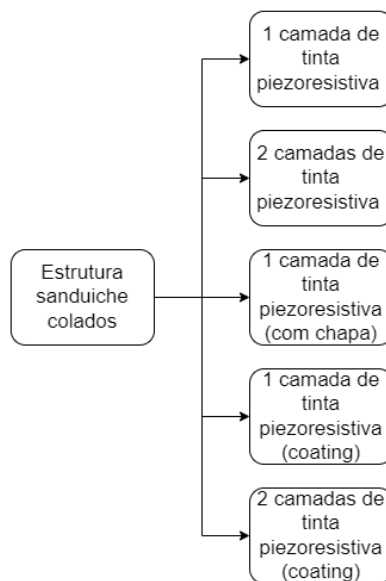 1 camada de
tinta
piezoresistiva
2 camadas de
tinta
piezoresistiva
Estrutura
sanduiche
colados
1 camada de
tinta
piezoresistiva
(com chapa)
1 camada de
tinta
piezoresistiva
(coating)
2 camadas de
tinta
piezoresistiva
(coating)